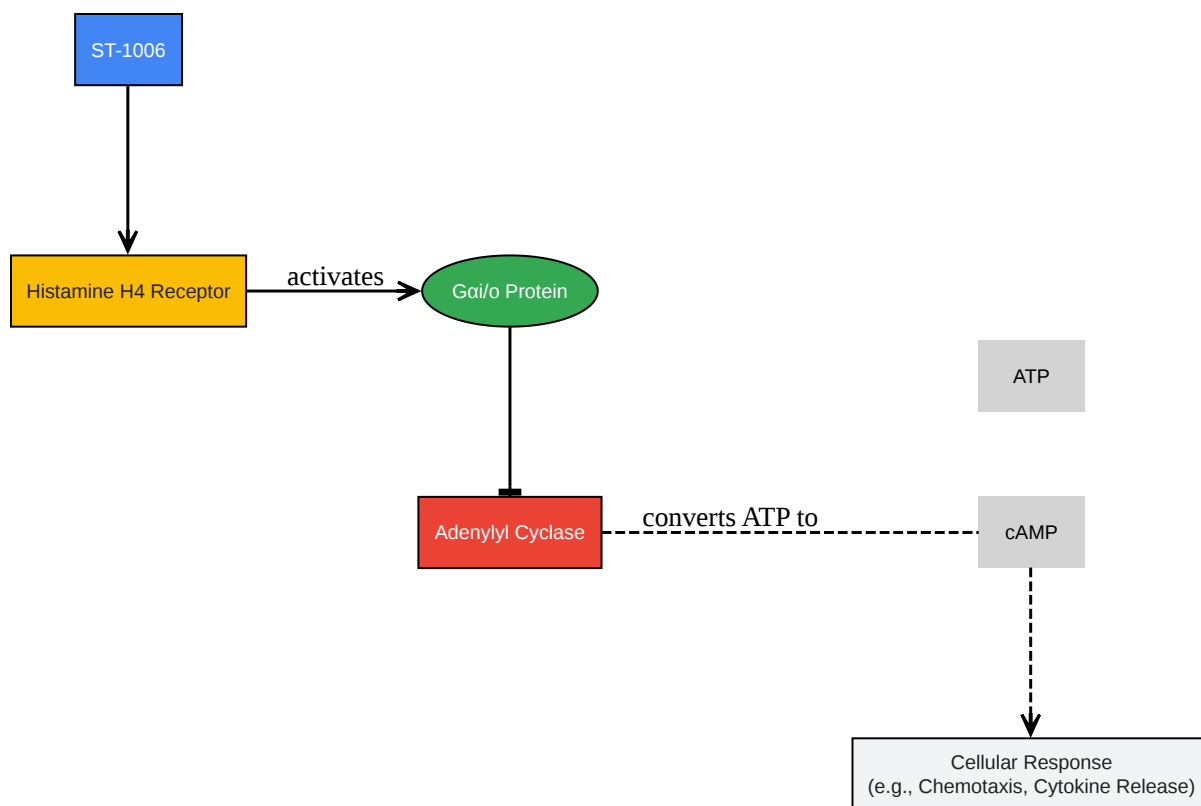 ST-1006
Histamine H4 Receptor
activates
Gαi/o Protein
ATP
Adenylyl Cyclase
converts ATP to
cAMP
Cellular Response
(e.g., Chemotaxis, Cytokine Release)